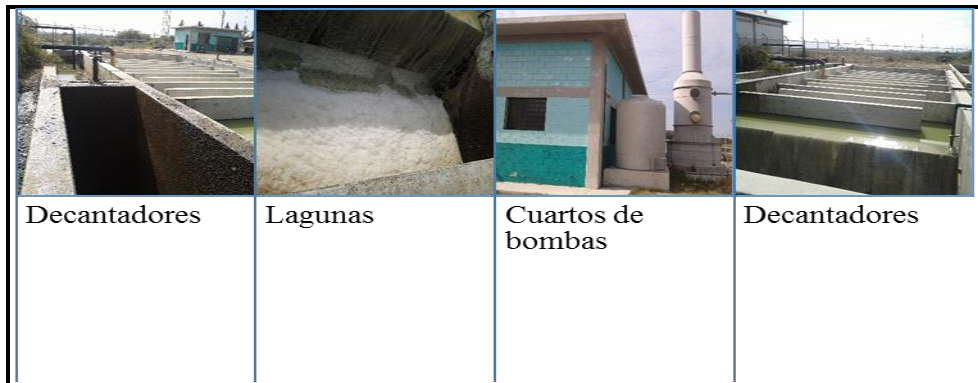 Decantadores
Lagunas
Cuartos de
bombas
Decantadores